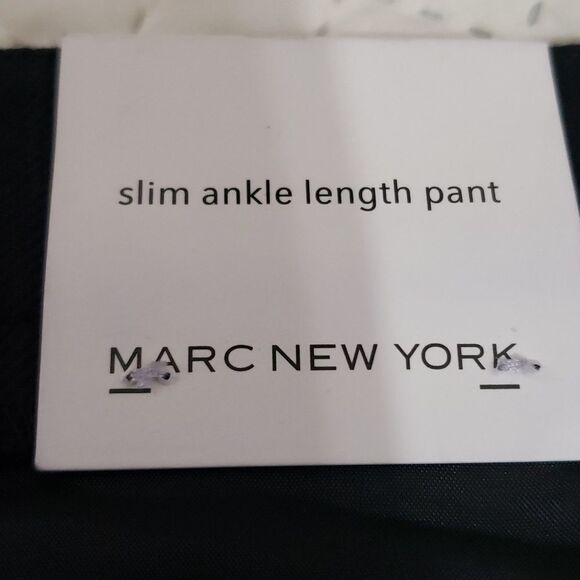 slim ankle length pant
MARC NEW YORK